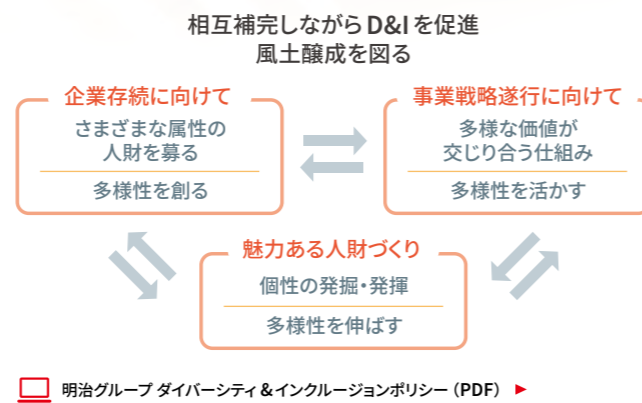 相互補完しながらD&Iを促進
風土醸成を図る
企業存続に向けて
さまざまな属性の
人財を募る
多様性を創る
事業戦略遂行に向けて
多様な価値が
交じり合う仕組み
多様性を活かす
魅力ある人財づくり
個性の発掘・発揮
多様性を伸ばす
明治グループ ダイバーシティ&インクルージョンポリシー（PDF）